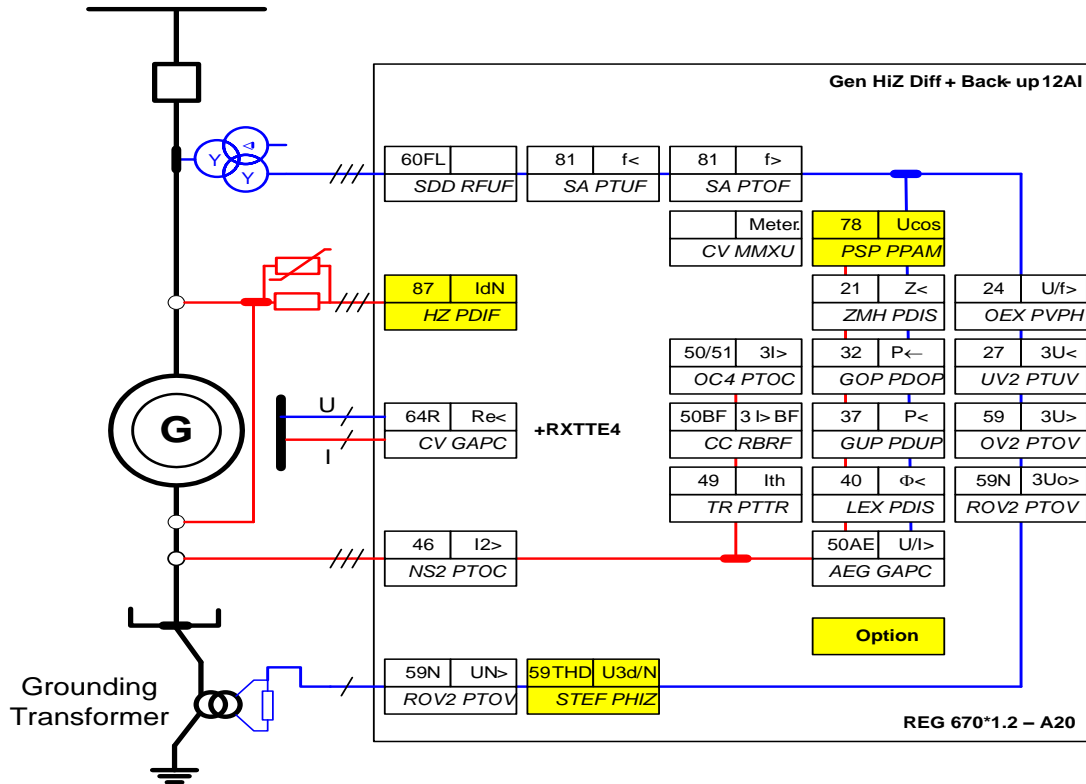 Gen HiZ Diff + Back- up 12AI
Y
Y
60FL
SDD RFUF
81 f<
SA PTUF
81 f>
SA PTOF
Meter.
CV MMXU
78 Ucos
PSP PPAM
87 IdN
HZ PDIF
21 Z<
ZMH PDIS
24 U/f>
OEX PVPH
50/51 3I>
OC4 PTOC
32 P←
GOP PDOP
27 3U<
UV2 PTUV
G
U
I
64R Re<
CV GAPC
+RXTTE4
50BF 3 I> BF
CC RBRF
37 P<
GUP PDUP
59 3U>
OV2 PTOV
49 Ith
TR PTTR
40 Φ<
LEX PDIS
59N 3Uo>
ROV2 PTOV
46 I2>
NS2 PTOC
50AE U/I>
AEG GAPC
Option
Grounding
Transformer
59N UN>
ROV2 PTOV
59THD U3d/N
STEF PHIZ
REG 670*1.2 – A20